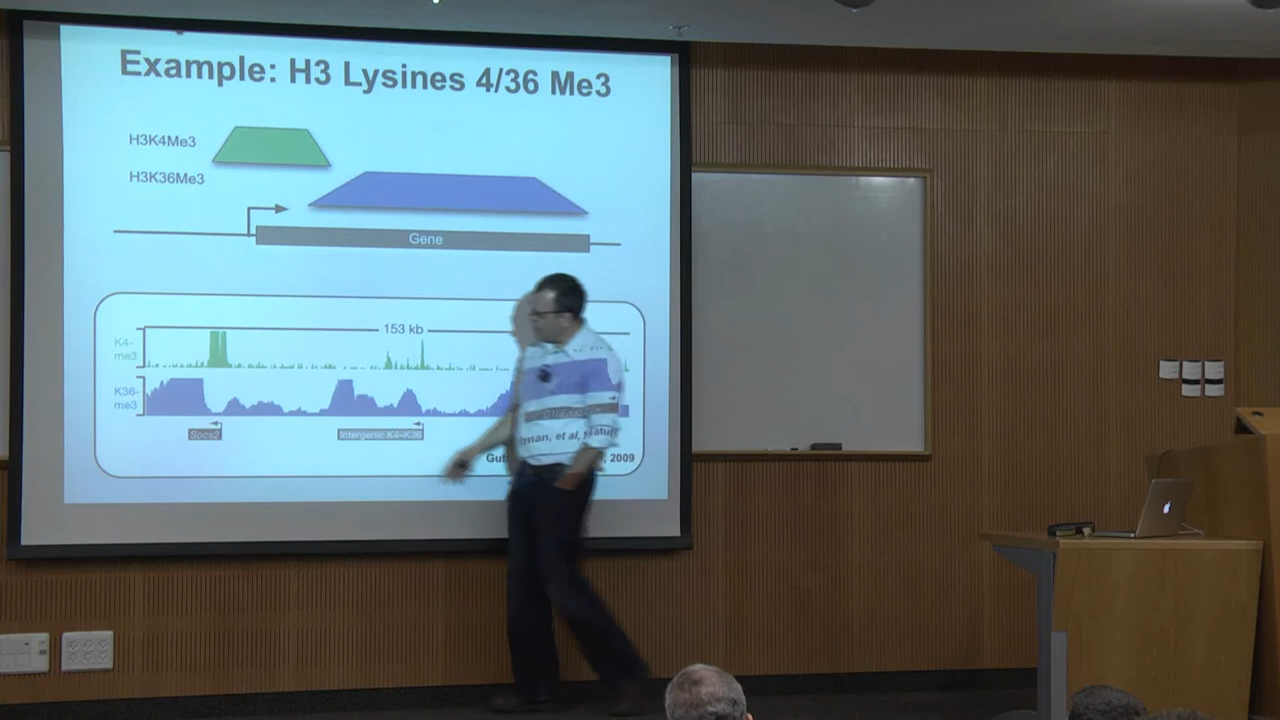 Example: H3 Lysines 4/36 Me3
H3K4Me3
H3K36Me3
Gene
153 kb
K4-
me3
K36-
me3
Socs2
Intergenic K4–K36
2009